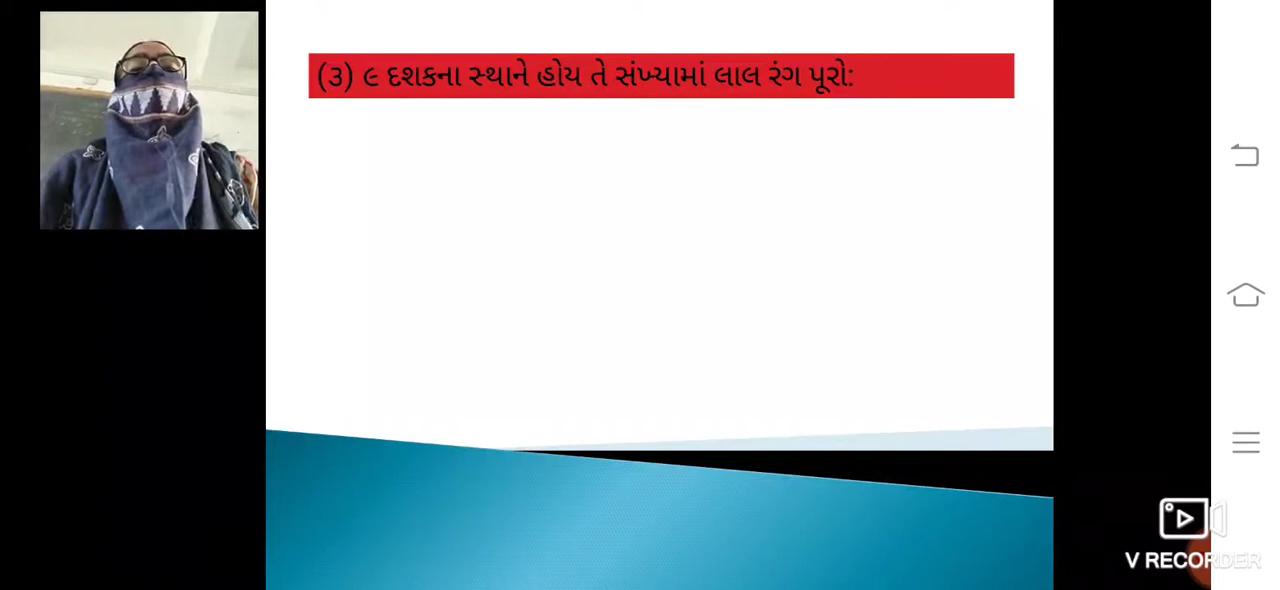 (૩) ૯ દશકના સ્થાને હોય તે સંખ્યામાં લાલ રંગ પૂરો:
V RECORDER